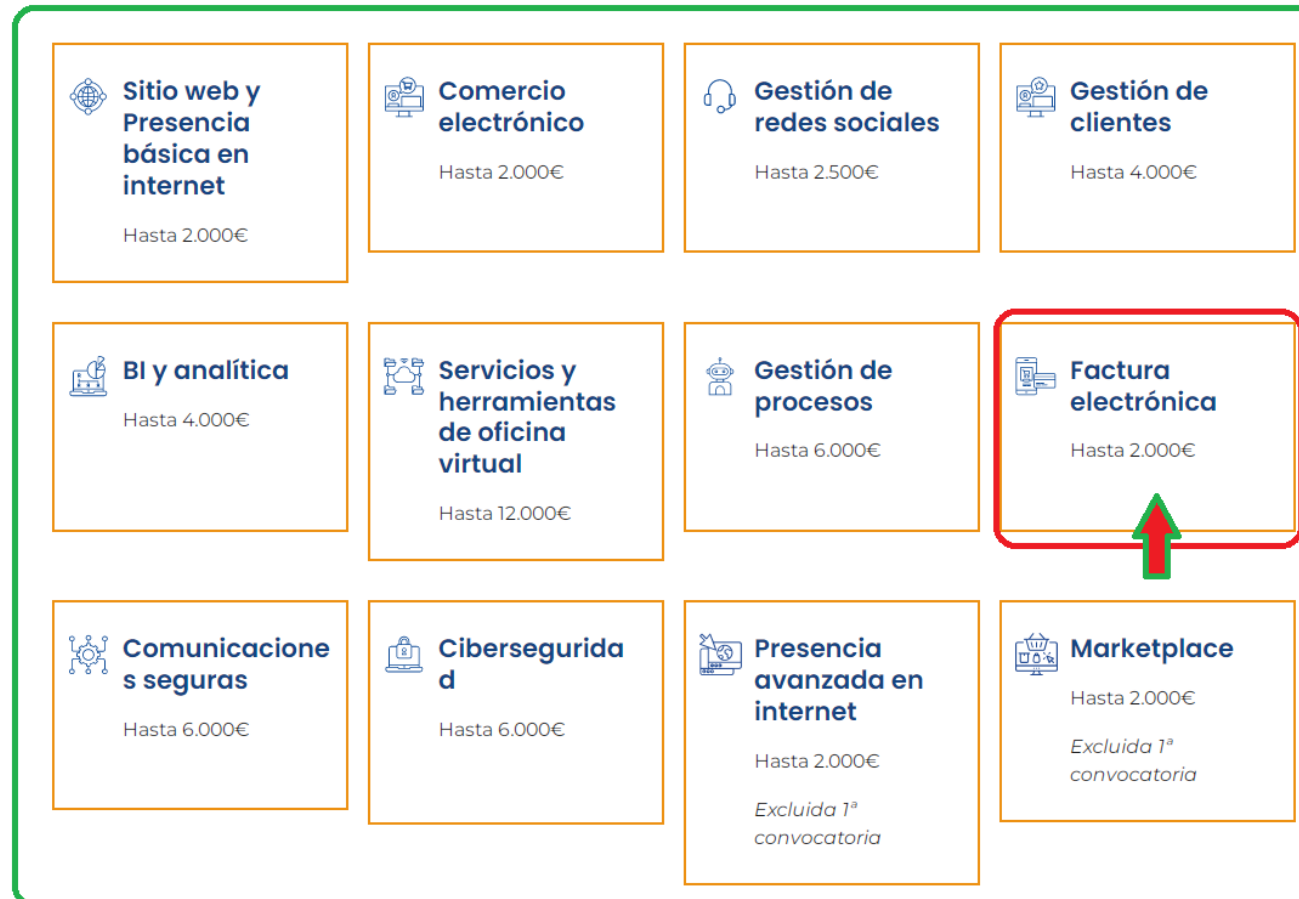 Sitio web y
Presencia
básica en
internet
Hasta 2.000€
Comercio
electrónico
Hasta 2.000€
Gestión de
redes sociales
Hasta 2.500€
Gestión de
clientes
Hasta 4.000€
BI y analítica
Hasta 4.000€
Servicios y
herramientas
de oficina
virtual
Hasta 12.000€
Gestión de
procesos
Hasta 6.000€
Factura
electrónica
Hasta 2.000€
Comunicacione
s seguras
Hasta 6.000€
Cibersegurida
d
Hasta 6.000€
Presencia
avanzada en
internet
Hasta 2.000€
Excluida 1ª
convocatoria
Marketplace
Hasta 2.000€
Excluida 1ª
convocatoria